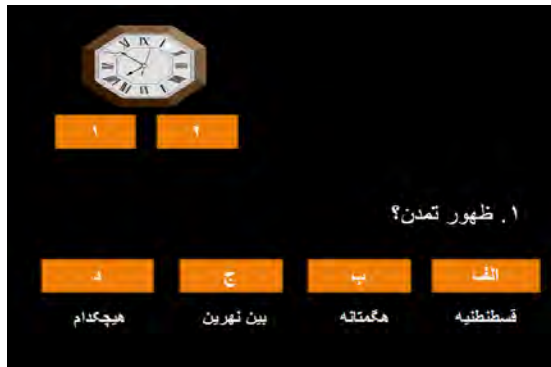 ۱ ۲
۱. ظهور تمدن؟
الف ب ج د
قسطنطنیه هگمتانه بین نهرین هیچکدام